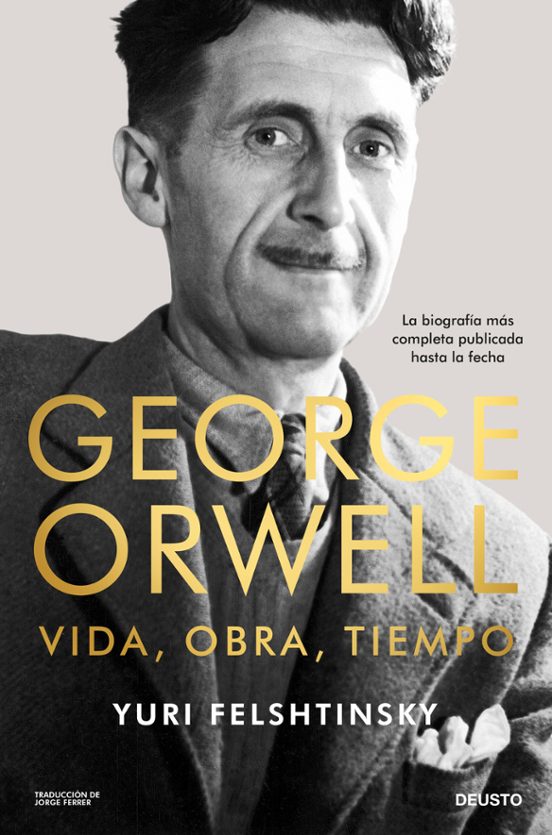 La biografía más
completa publicada
hasta la fecha
GEORGE
ORWELL
VIDA, OBRA, TIEMPO
YURI FELSHTINSKY
TRADUCCIÓN DE
JORGE FERRER
DEUSTO